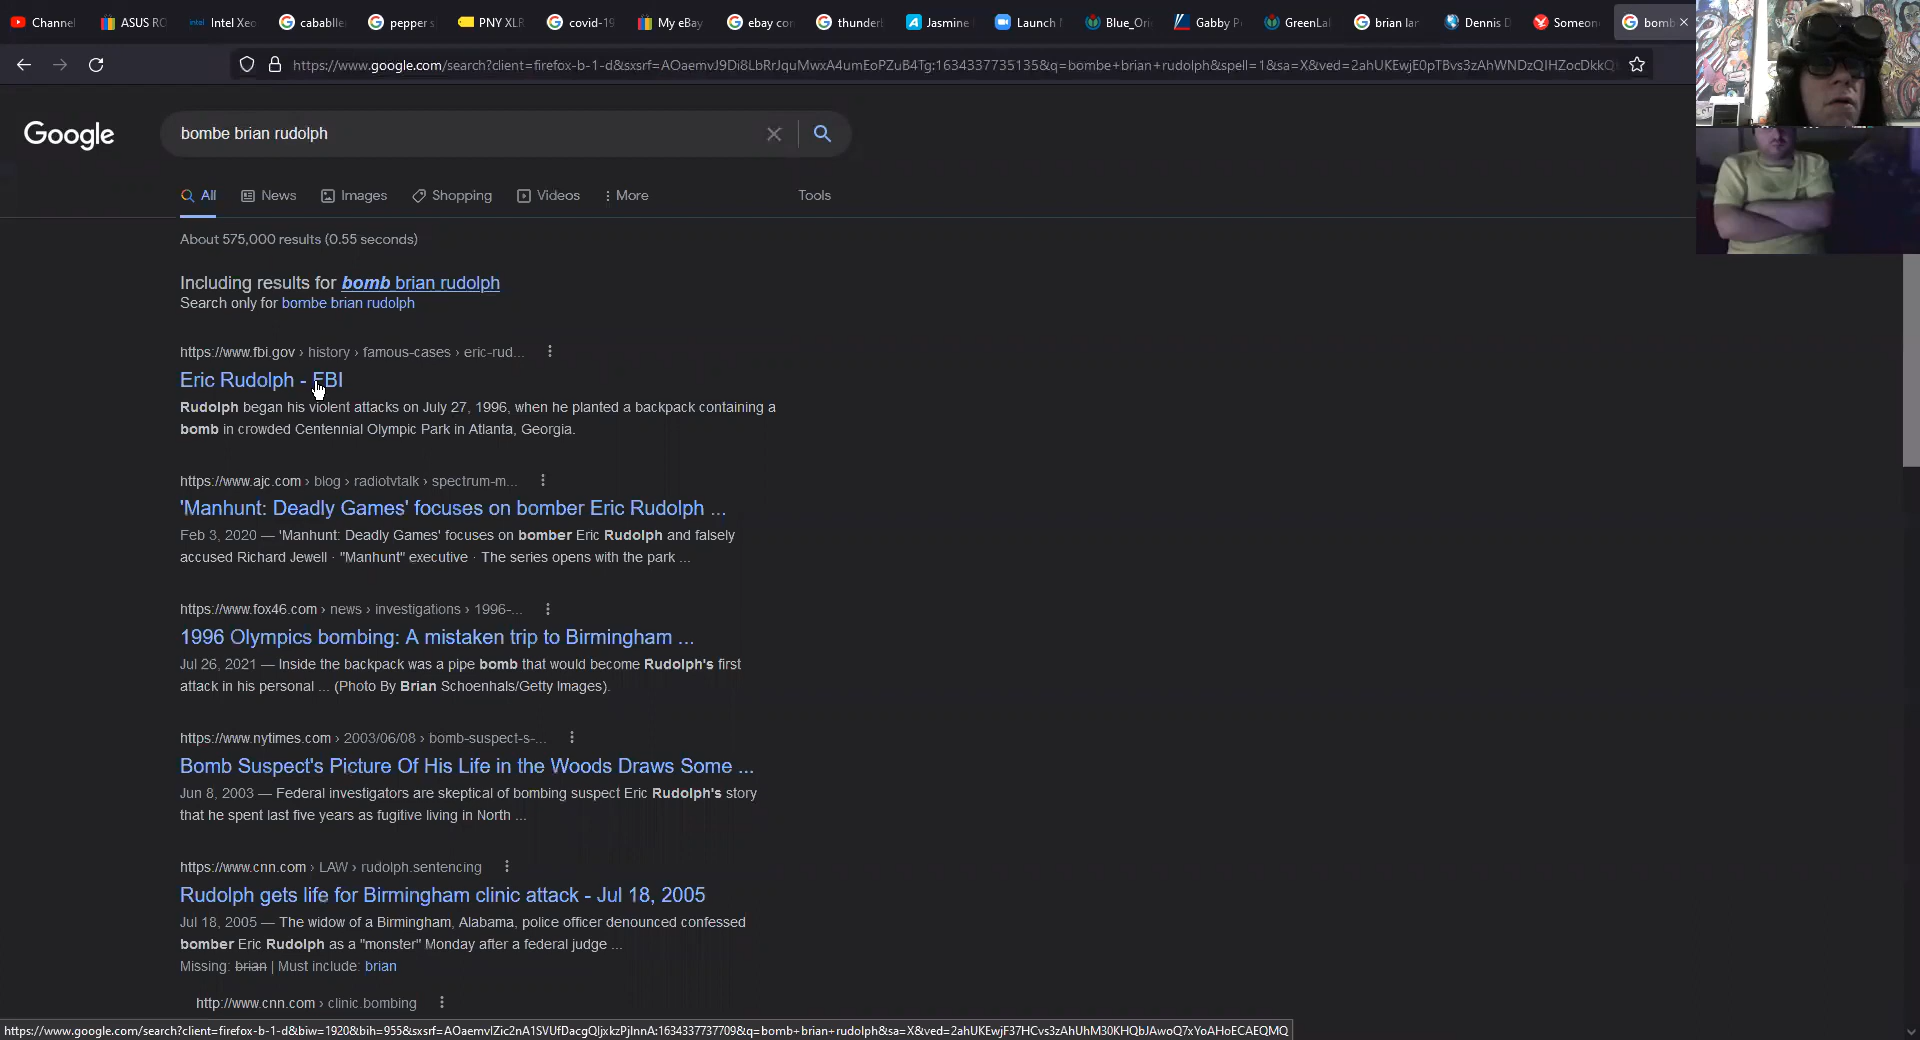 Channel
ASUS RO
Intel Xeo
cababille
pepper s
PNY XLR
covid-19
My eBay
ebay con
thunder
Jasmine
Launch
Blue_Ori
Gabby P
GreenLa
brian lar
Dennis D
Someon
bomb
https://www.google.com/search?client=firefox-b-1-d&sxsrf=AOaemvJ9Di8LbRrJquMwxA4umEoPZuB4Tg:1634337735135&q=bombe+brian+rudolph&spell=1&sa=X&ved=2ahUKEwjE0pTBvs3zAhWNDzQIHZocDkkQ
Google
bombe brian rudolph
All News Images Shopping Videos More Tools
About 575,000 results (0.55 seconds)
Including results for bomb brian rudolph
Search only for bombe brian rudolph
https://www.fbi.gov › history › famous-cases › eric-rud...
Eric Rudolph - FBI
Rudolph began his violent attacks on July 27, 1996, when he planted a backpack containing a
bomb in crowded Centennial Olympic Park in Atlanta, Georgia.
https://www.ajc.com › blog › radiotvtalk › spectrum-m...
'Manhunt: Deadly Games' focuses on bomber Eric Rudolph ...
Feb 3, 2020 — 'Manhunt: Deadly Games' focuses on bomber Eric Rudolph and falsely
accused Richard Jewell · "Manhunt" executive · The series opens with the park ...
https://www.fox46.com › news › investigations › 1996-...
1996 Olympics bombing: A mistaken trip to Birmingham ...
Jul 26, 2021 — Inside the backpack was a pipe bomb that would become Rudolph's first
attack in his personal ... (Photo By Brian Schoenhals/Getty Images).
https://www.nytimes.com › 2003/06/08 › bomb-suspect-s-...
Bomb Suspect's Picture Of His Life in the Woods Draws Some ...
Jun 8, 2003 — Federal investigators are skeptical of bombing suspect Eric Rudolph's story
that he spent last five years as fugitive living in North ...
https://www.cnn.com › LAW › rudolph.sentencing
Rudolph gets life for Birmingham clinic attack - Jul 18, 2005
Jul 18, 2005 — The widow of a Birmingham, Alabama, police officer denounced confessed
bomber Eric Rudolph as a "monster" Monday after a federal judge ...
Missing: brian | Must include: brian
http://www.cnn.com › clinic.bombing
https://www.google.com/search?client=firefox-b-1-d&biw=1920&bih=955&sxsrf=AOaemvIZic2nA1SVUfDacgQljxkzPjlnnA:1634337737709&q=bomb+brian+rudolph&sa=X&ved=2ahUKEwjF37HCvs3zAhUhM30KHQbJAwoQ7xYoAHoECAEQMQ